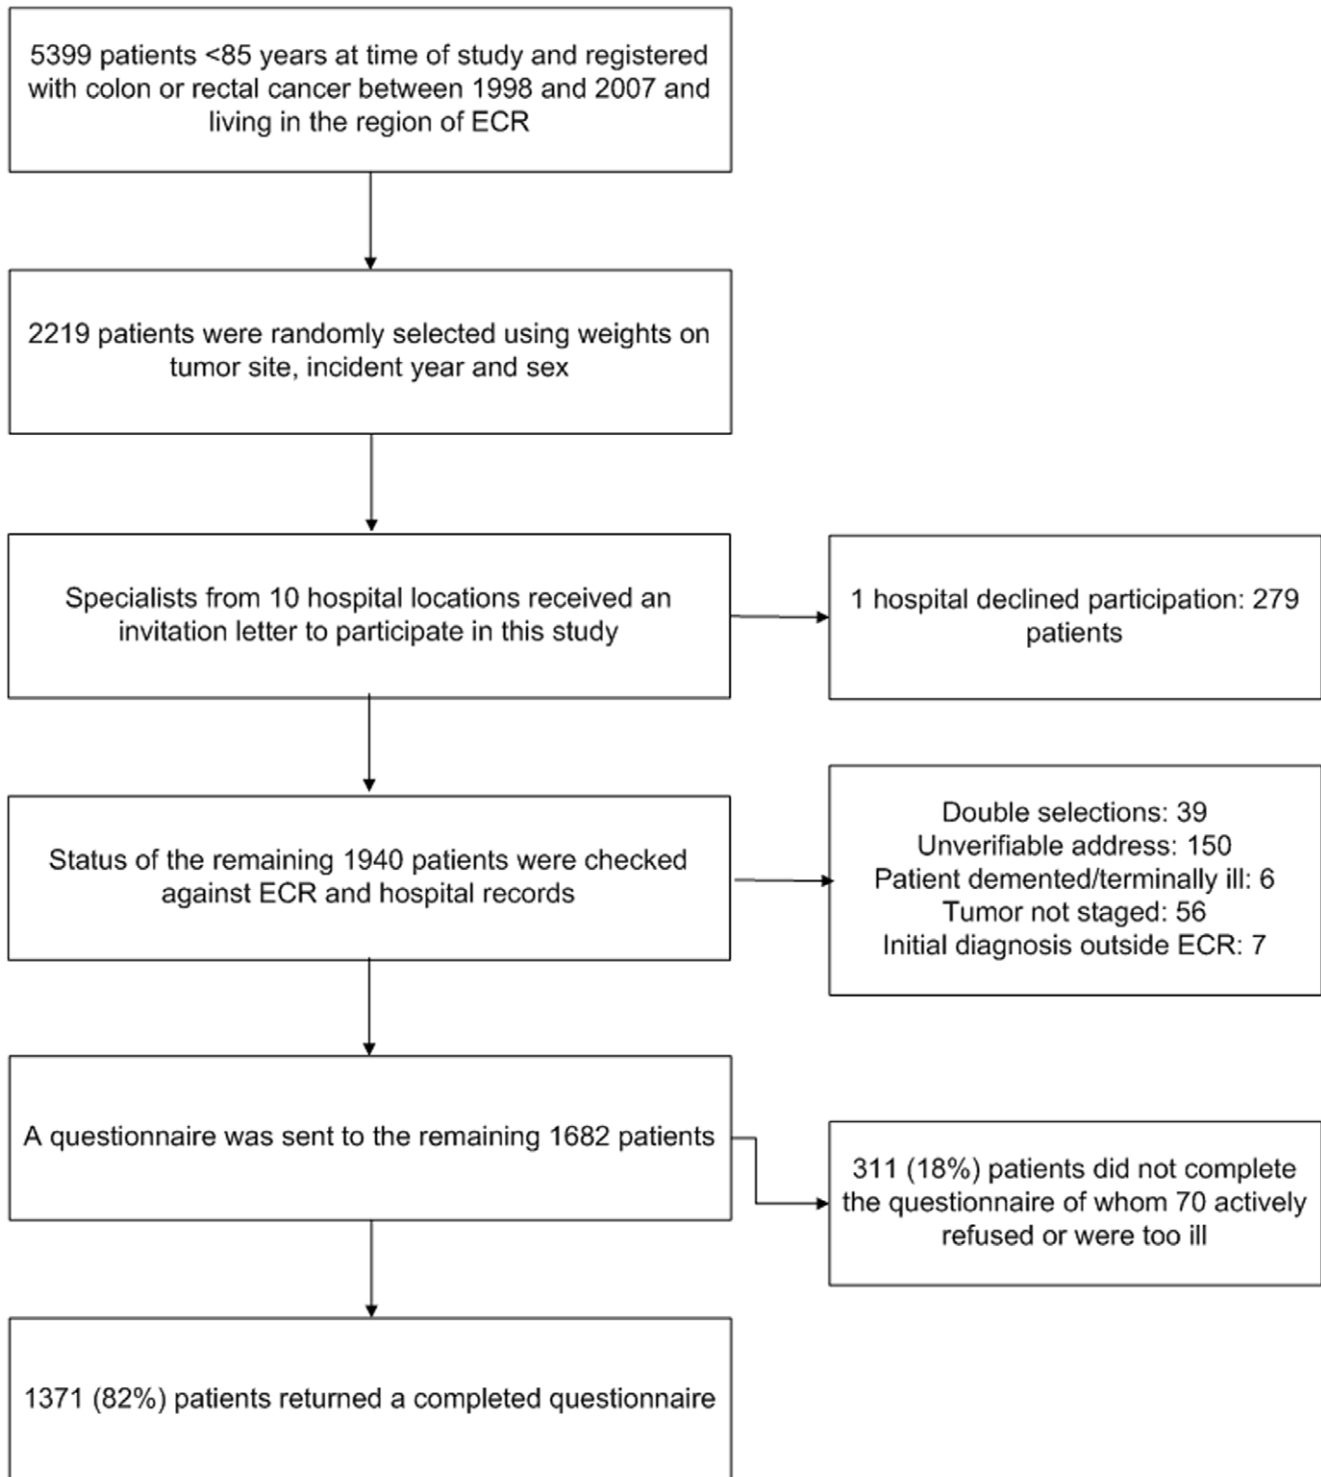 5399 patients <85 years at time of study and registered
with colon or rectal cancer between 1998 and 2007 and
living in the region of ECR
2219 patients were randomly selected using weights on
tumor site, incident year and sex
Specialists from 10 hospital locations received an
invitation letter to participate in this study
1 hospital declined participation: 279
patients
Status of the remaining 1940 patients were checked
against ECR and hospital records
Double selections: 39
Unverifiable address: 150
Patient demented/terminally ill: 6
Tumor not staged: 56
Initial diagnosis outside ECR: 7
A questionnaire was sent to the remaining 1682 patients
311 (18%) patients did not complete
the questionnaire of whom 70 actively
refused or were too ill
1371 (82%) patients returned a completed questionnaire